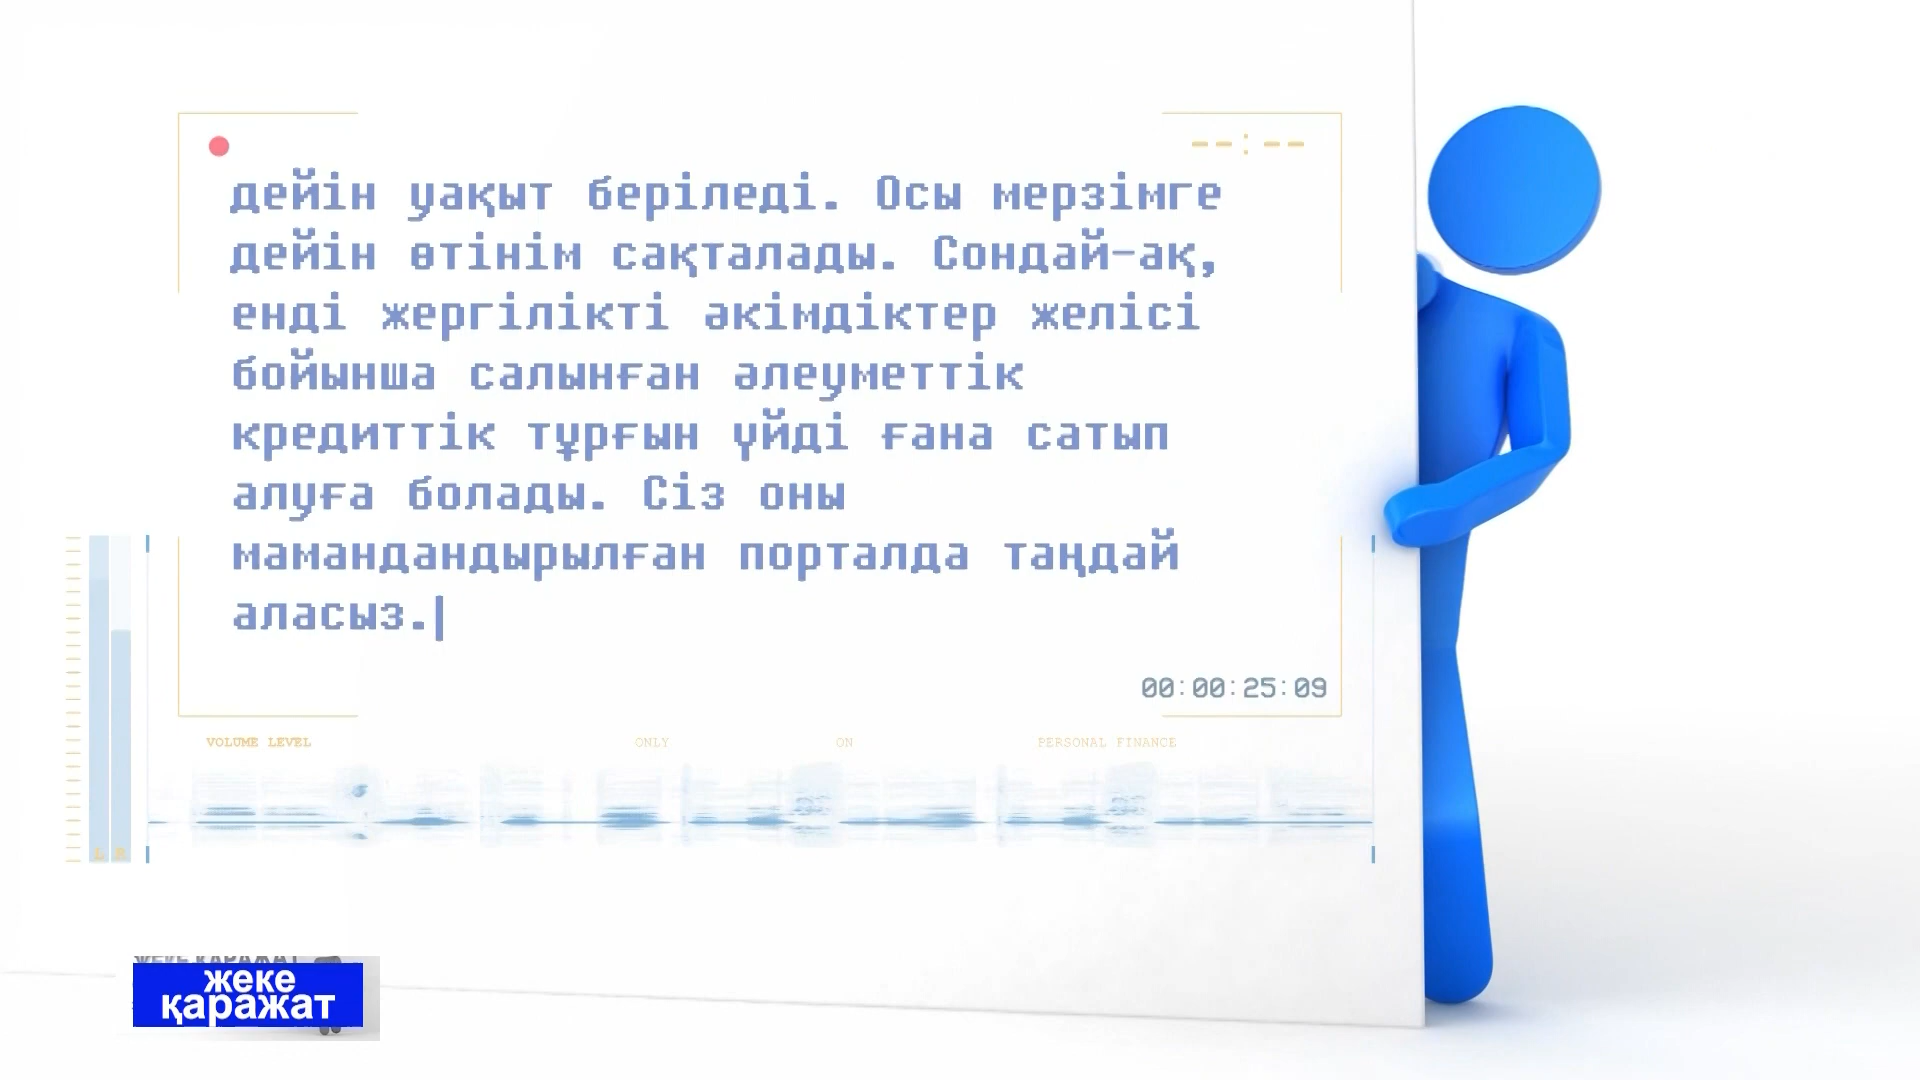 --:--
дейін уақыт беріледі. Осы мерзімге
дейін өтінім сақталады. Сондай-ақ,
енді жергілікті әкімдіктер желісі
бойынша салынған әлеуметтік
кредиттік тұрғын үйді ғана сатып
алуға болады. Сіз оны
мамандандырылған порталда таңдай
аласыз.|
00:00:25:09
VOLUME LEVEL ONLY ON PERSONAL FINANCE
L R
ЖЕКЕ ҚАРАЖАТ
жеке
қаражат